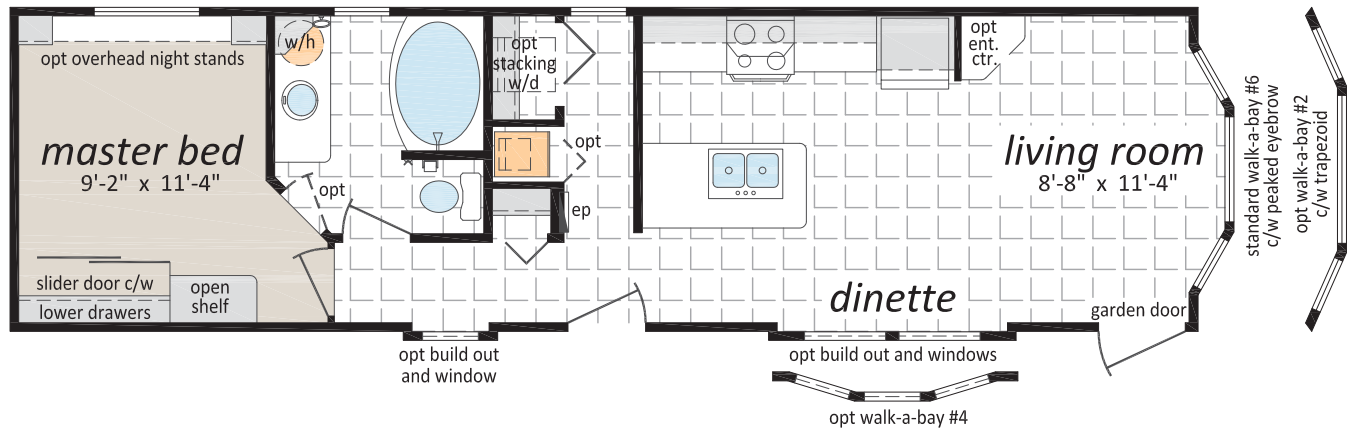 opt overhead night stands
master bed
9'-2" x 11'-4"
slider door c/w
lower drawers
open
shelf
w/h
opt
opt
stacking
w/d
opt
ep
opt
ent.
ctr.
living room
8'-8" x 11'-4"
dinette
garden door
opt build out
and window
opt build out and windows
opt walk-a-bay #4
standard walk-a-bay #6
c/w peaked eyebrow
opt walk-a-bay #2
c/w trapezoid